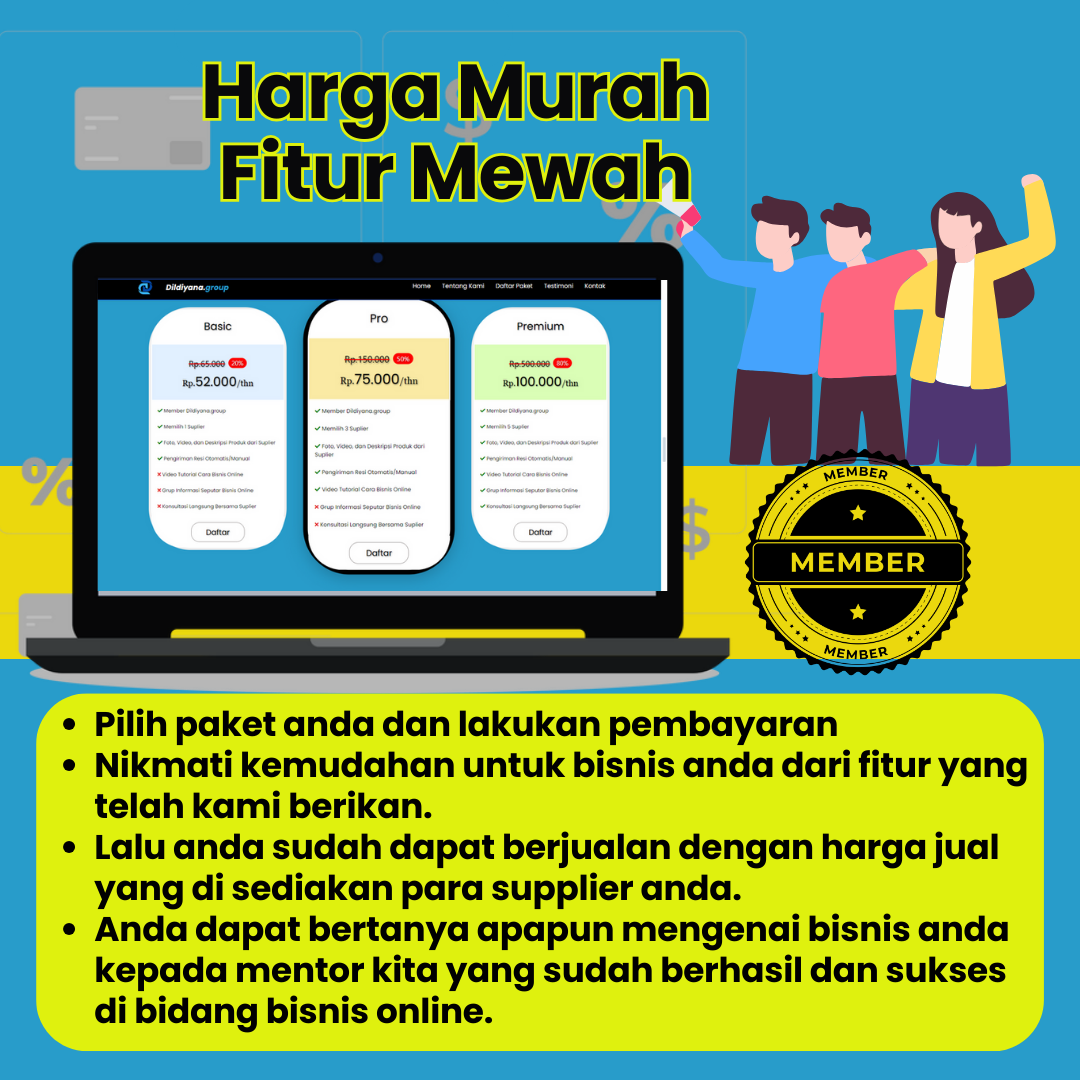 Harga Murah
Fitur Mewah
Dildiyana.group
Home Tentang Kami Daftar Paket Testimoni Kontak
Basic
Rp.65.000 20%
Rp.52.000/thn
Member Dildiyana.group
Memilih 1 Suplier
Foto, Video, dan Deskripsi Produk dari Suplier
Pengiriman Resi Otomatis/Manual
Video Tutorial Cara Bisnis Online
Grup Informasi Seputar Bisnis Online
Konsultasi Langsung Bersama Suplier
Daftar
Pro
Rp.150.000 50%
Rp.75.000/thn
Member Dildiyana.group
Memilih 3 Suplier
Foto, Video, dan Deskripsi Produk dari
Suplier
Pengiriman Resi Otomatis/Manual
Video Tutorial Cara Bisnis Online
Grup Informasi Seputar Bisnis Online
Konsultasi Langsung Bersama Suplier
Daftar
Premium
Rp.500.000 80%
Rp.100.000/thn
Member Dildiyana.group
Memilih 5 Suplier
Foto, Video, dan Deskripsi Produk dari Suplier
Pengiriman Resi Otomatis/Manual
Video Tutorial Cara Bisnis Online
Grup Informasi Seputar Bisnis Online
Konsultasi Langsung Bersama Suplier
Daftar
MEMBER
MEMBER
MEMBER
• Pilih paket anda dan lakukan pembayaran
• Nikmati kemudahan untuk bisnis anda dari fitur yang
telah kami berikan.
• Lalu anda sudah dapat berjualan dengan harga jual
yang di sediakan para supplier anda.
• Anda dapat bertanya apapun mengenai bisnis anda
kepada mentor kita yang sudah berhasil dan sukses
di bidang bisnis online.